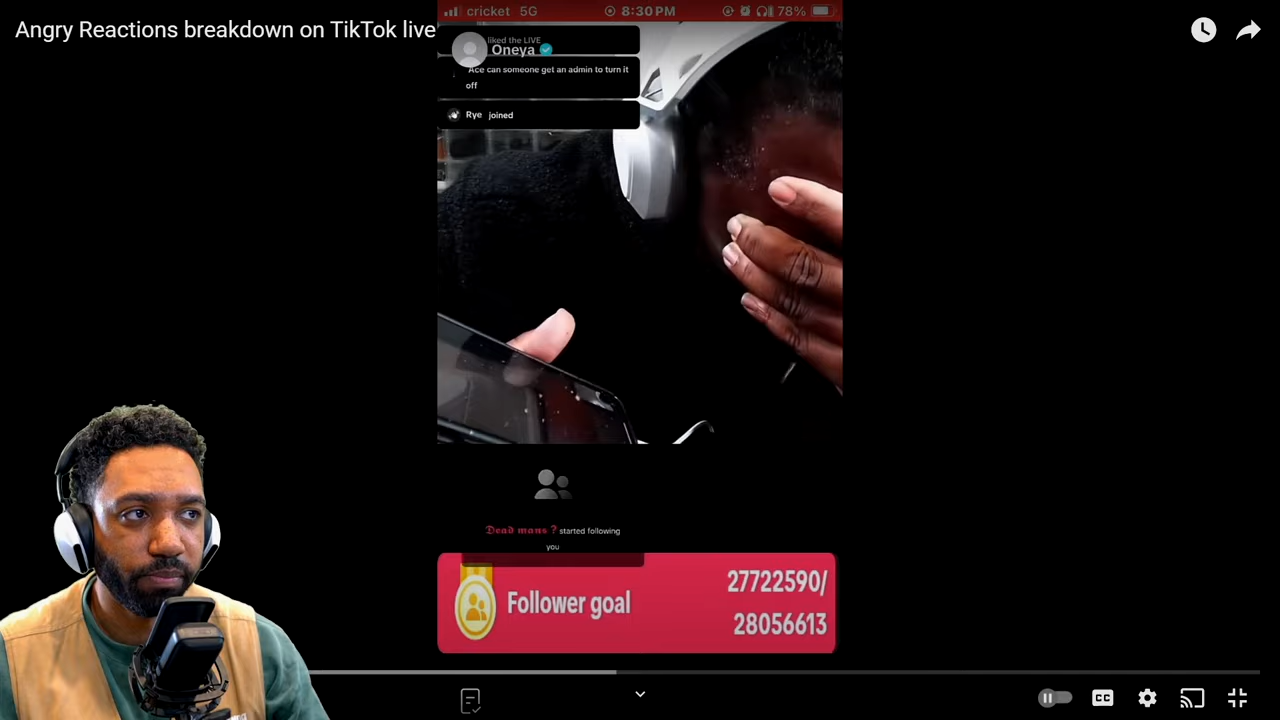 Angry Reactions breakdown on TikTok live
cricket 5G
8:30 PM
78%
liked the LIVE
Oneya
Ace can someone get an admin to turn it
off
Rye joined
Dead mans ? started following
you
Follower goal
27722590/
28056613
CC